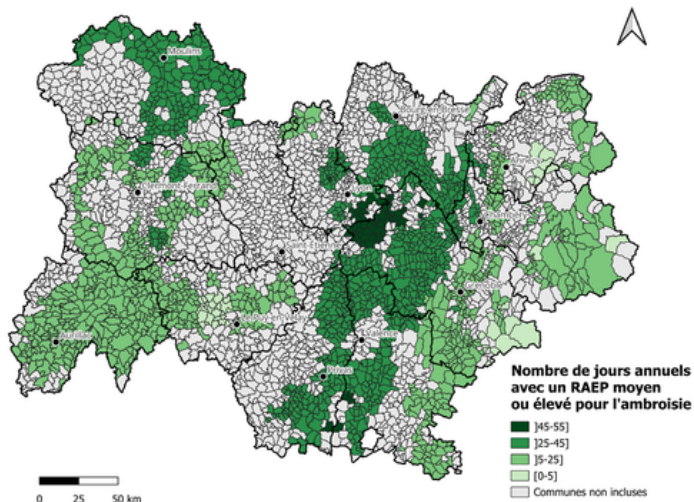 Moulins
Clermont-Ferrand
Lyon
Annecy
Chambéry
Saint-Étienne
Grenoble
Le Puy-en-Velay
Aurillac
Valence
Privas
Nombre de jours annuels
avec un RAEP moyen
ou élevé pour l'ambroisie
]45-55]
]25-45]
]5-25]
[0-5]
Communes non incluses
0 25 50 km